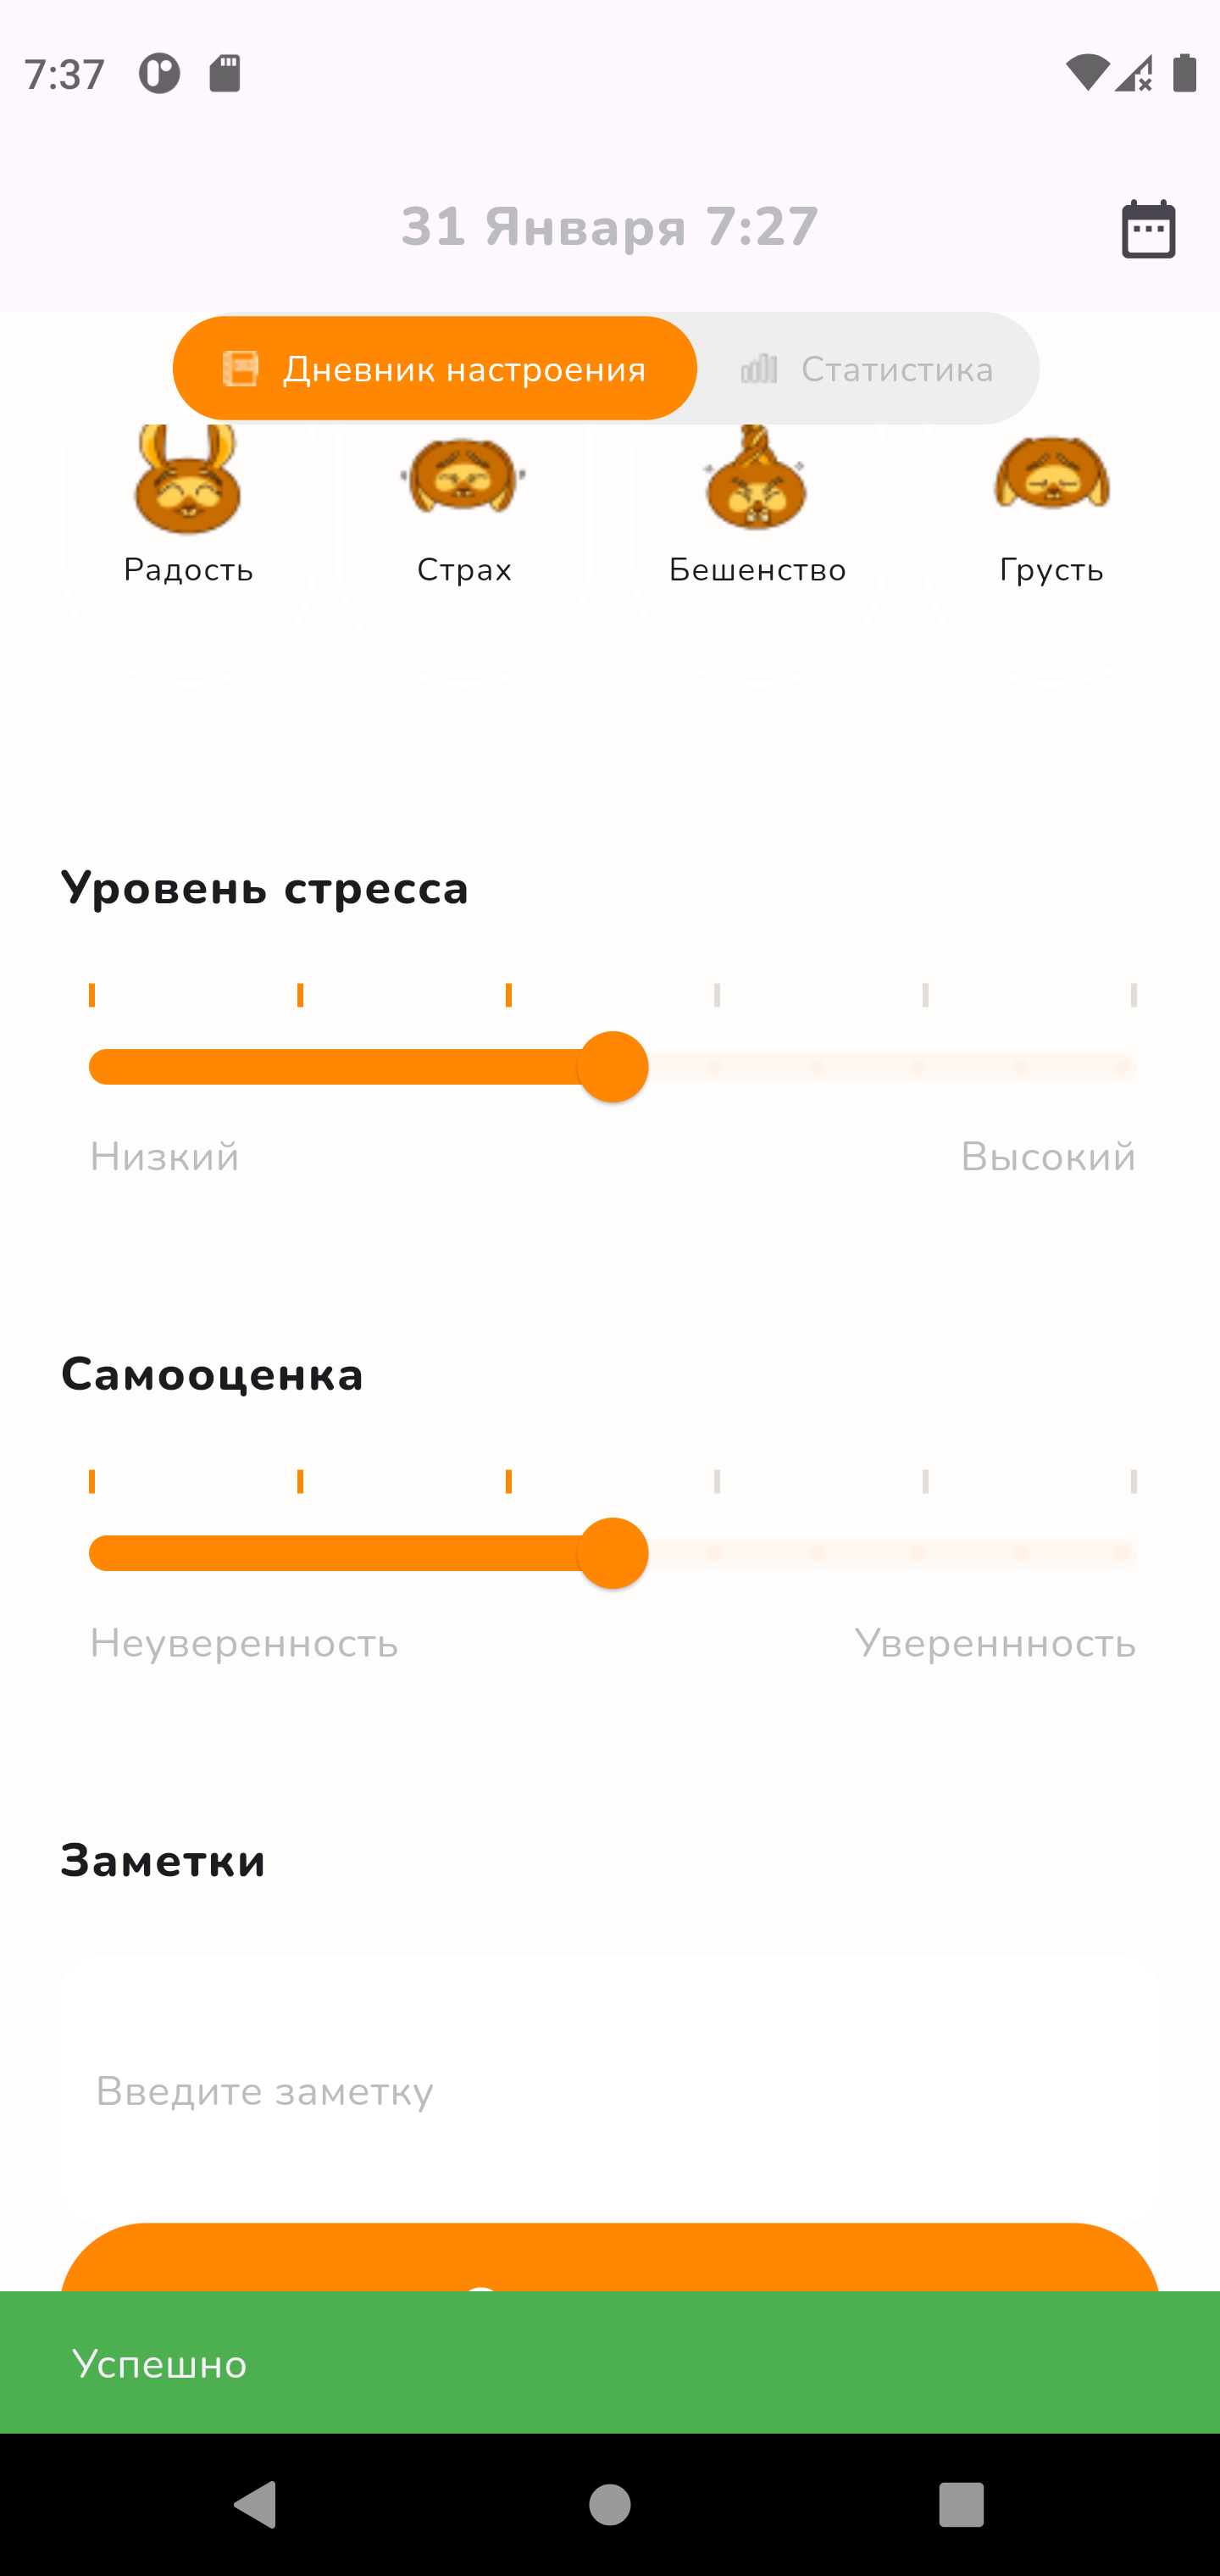 7:37
31 Января 7:27
Дневник настроения
Статистика
Радость
Страх
Бешенство
Грусть
Уровень стресса
Низкий
Высокий
Самооценка
Неуверенность
Увереннность
Заметки
Введите заметку
Успешно